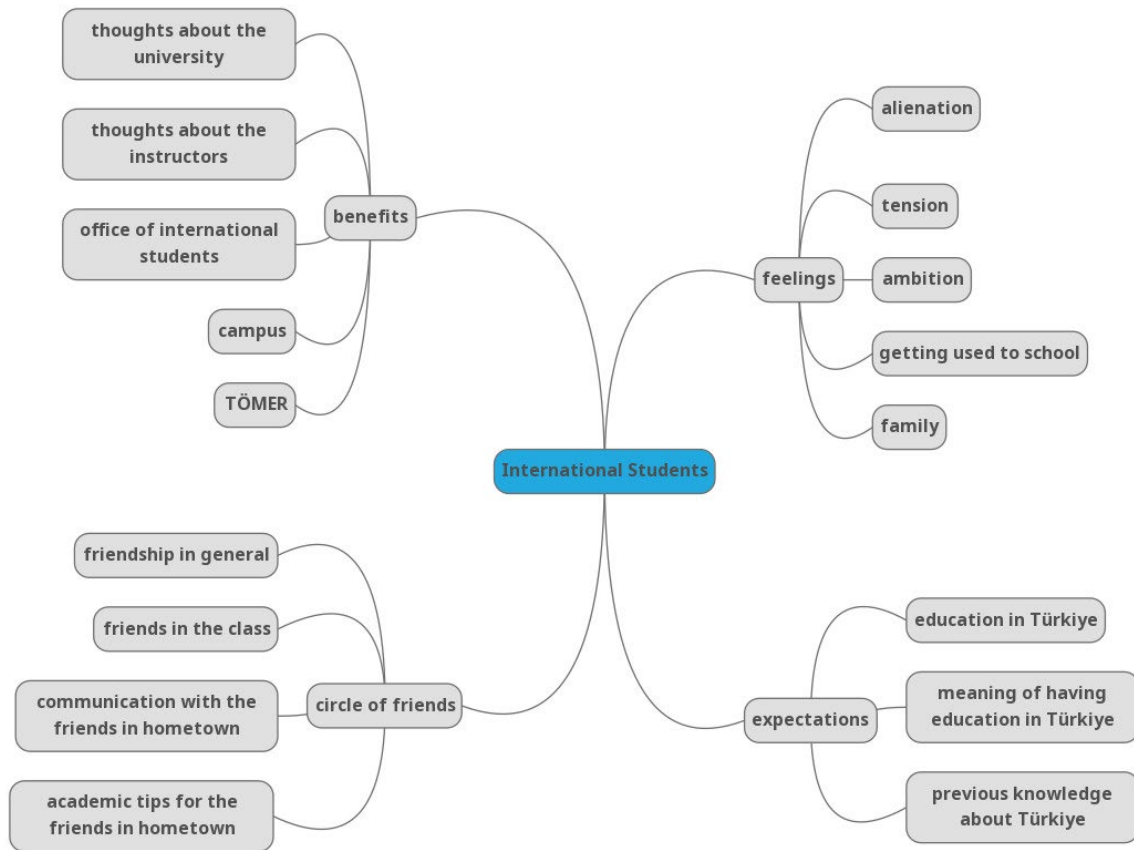 thoughts about the
university
thoughts about the
instructors
office of international
students
campus
TÖMER
benefits
alienation
tension
ambition
getting used to school
family
feelings
International Students
friendship in general
friends in the class
communication with the
friends in hometown
academic tips for the
friends in hometown
circle of friends
education in Türkiye
meaning of having
education in Türkiye
previous knowledge
about Türkiye
expectations